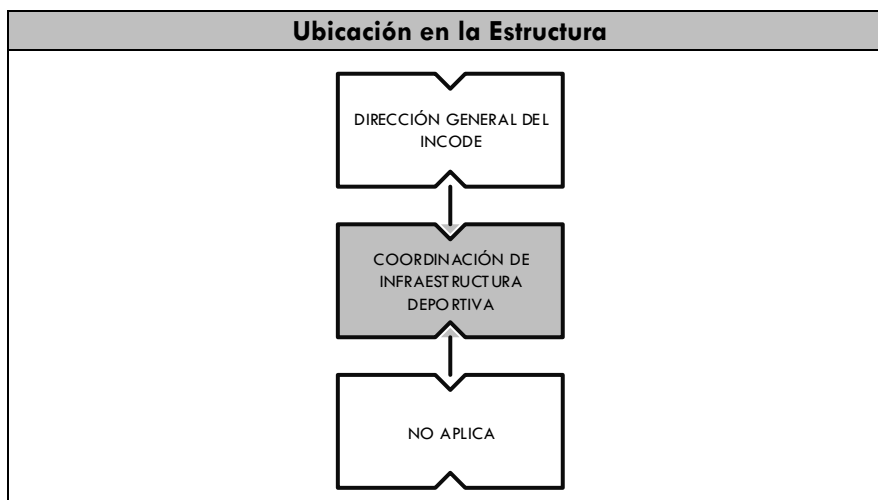 Ubicación en la Estructura
DIRECCIÓN GENERAL DEL
INCODE
COORDINACIÓN DE
INFRAESTRUCTURA
DEPORTIVA
NO APLICA